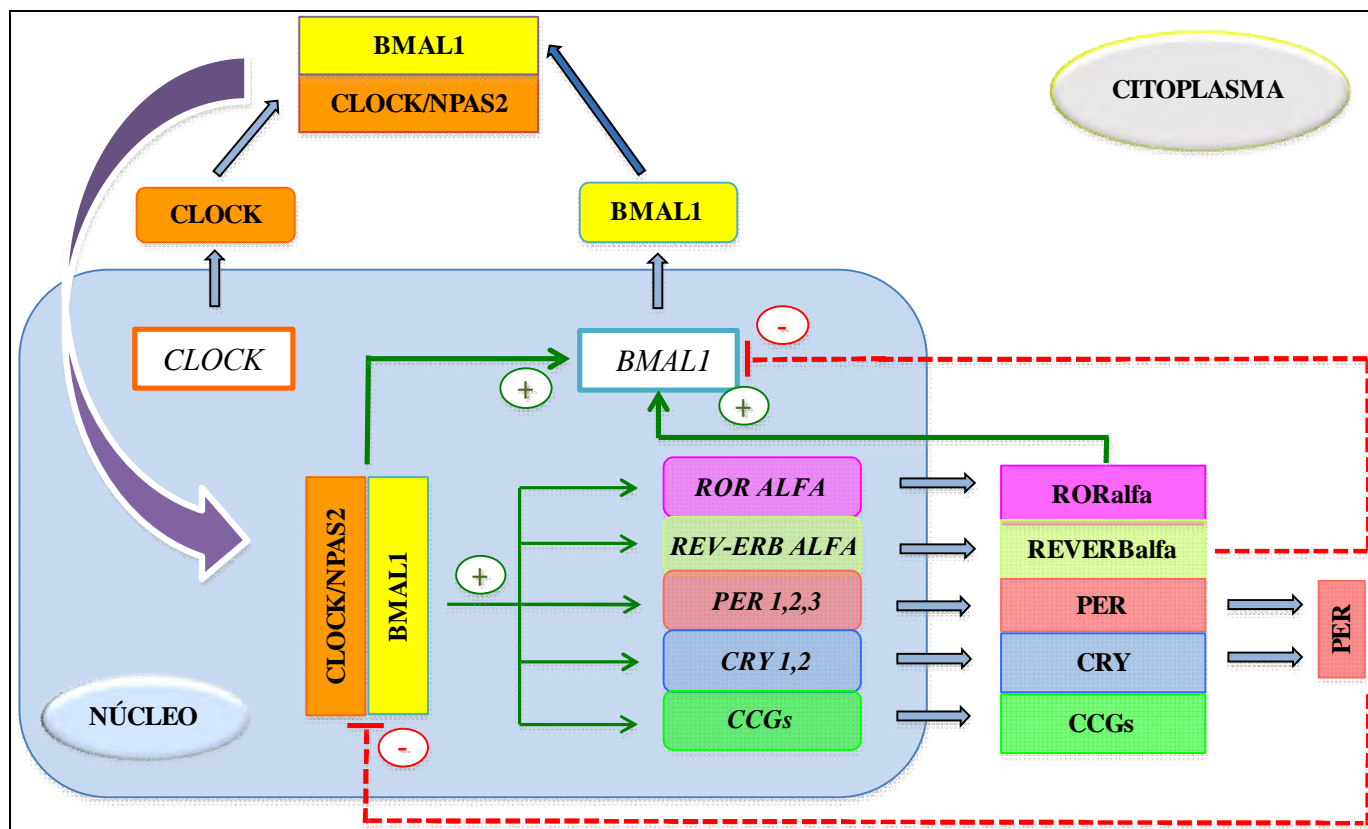 BMAL1
CLOCK/NPAS2
CITOPLASMA
CLOCK
BMAL1
CLOCK
BMAL1
-
+
+
CLOCK/NPAS2
BMAL1
+
ROR ALFA
REV-ERB ALFA
PER 1,2,3
CRY 1,2
CCGs
RORalfa
REVERBalfa
PER
CRY
CCGs
PER
NÚCLEO
-